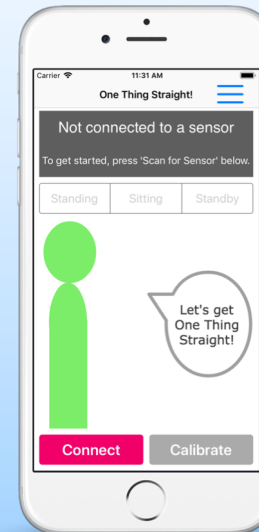 Carrier 11:31 AM
One Thing Straight!
Not connected to a sensor
To get started, press 'Scan for Sensor' below.
Standing Sitting Standby
Let's get
One Thing
Straight!
Connect Calibrate